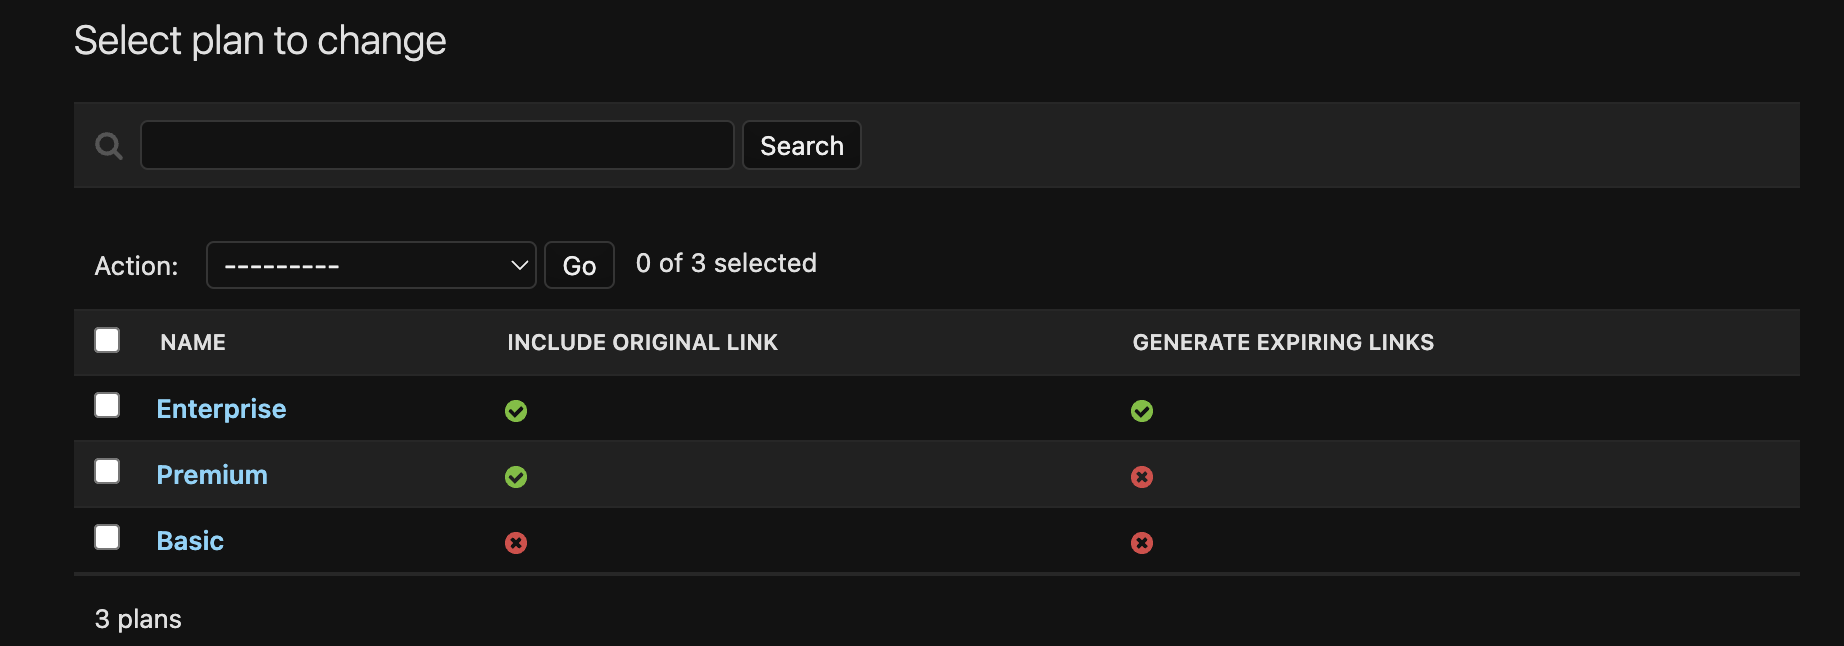 Select plan to change
Search
Action: --------- Go 0 of 3 selected
NAME INCLUDE ORIGINAL LINK GENERATE EXPIRING LINKS
Enterprise
Premium
Basic
3 plans